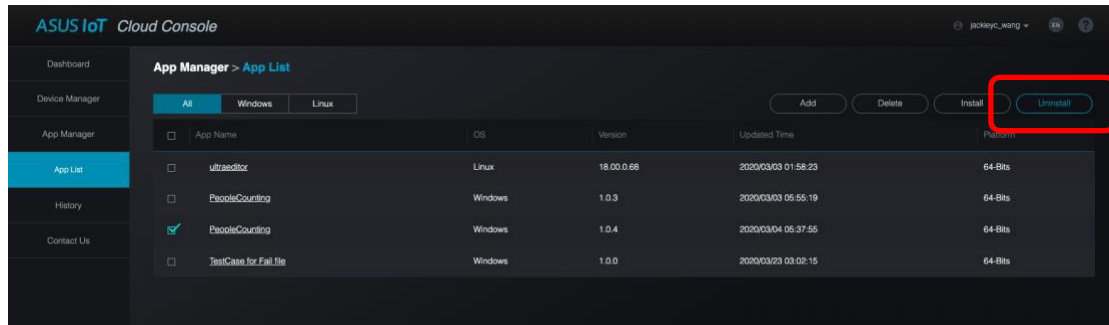 ASUS IoT Cloud Console jackieyc_wang EN ?
Dashboard
Device Manager
App Manager
App List
History
Contact Us
App Manager > App List
All Windows Linux Add Delete Install Uninstall
App Name OS Version Updated Time Platform
ultraeditor Linux 18.00.0.68 2020/03/03 01:58:23 64-Bits
PeopleCounting Windows 1.0.3 2020/03/03 05:55:19 64-Bits
PeopleCounting Windows 1.0.4 2020/03/04 05:37:55 64-Bits
TestCase for Fail file Windows 1.0.0 2020/03/23 03:02:15 64-Bits